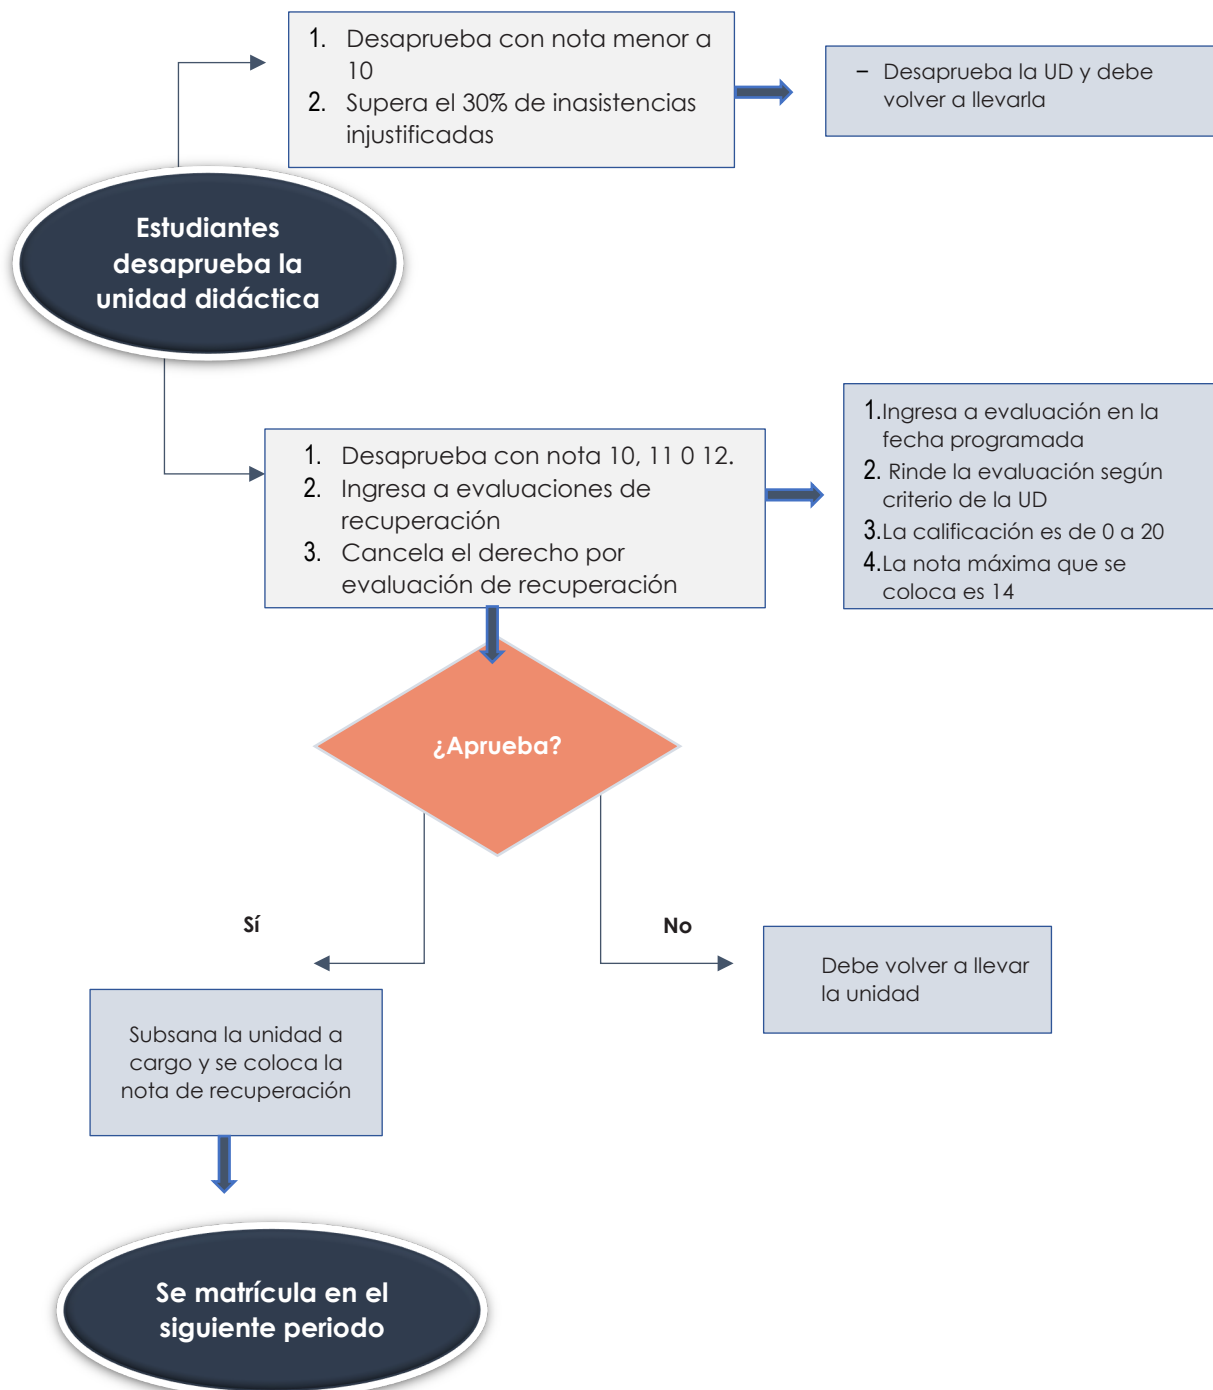 1. Desaprueba con nota menor a
10
2. Supera el 30% de inasistencias
injustificadas
– Desaprueba la UD y debe
volver a llevarla
Estudiantes
desaprueba la
unidad didáctica
1. Desaprueba con nota 10, 11 0 12.
2. Ingresa a evaluaciones de
recuperación
3. Cancela el derecho por
evaluación de recuperación
1.Ingresa a evaluación en la
fecha programada
2. Rinde la evaluación según
criterio de la UD
3.La calificación es de 0 a 20
4.La nota máxima que se
coloca es 14
¿Aprueba?
Sí
No
Debe volver a llevar
la unidad
Subsana la unidad a
cargo y se coloca la
nota de recuperación
Se matrícula en el
siguiente periodo